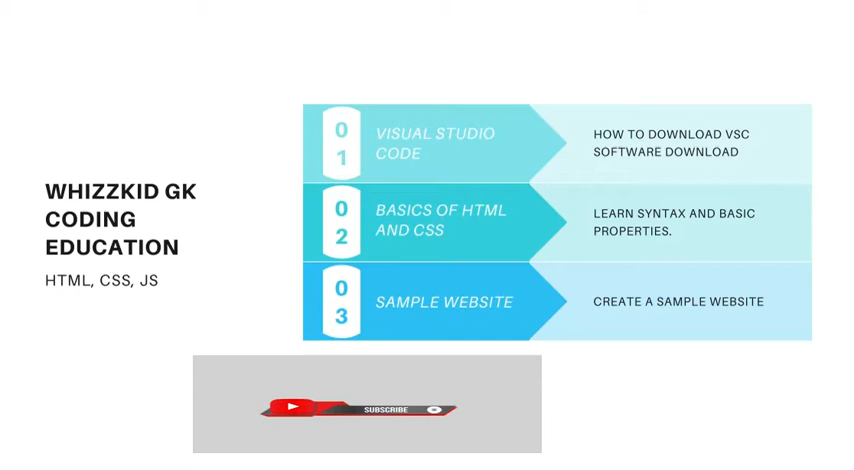 WHIZZKID GK
CODING
EDUCATION
HTML, CSS, JS
0
1
VISUAL STUDIO
CODE
HOW TO DOWNLOAD VSC
SOFTWARE DOWNLOAD
0
2
BASICS OF HTML
AND CSS
LEARN SYNTAX AND BASIC
PROPERTIES.
0
3
SAMPLE WEBSITE
CREATE A SAMPLE WEBSITE
SUBSCRIBE